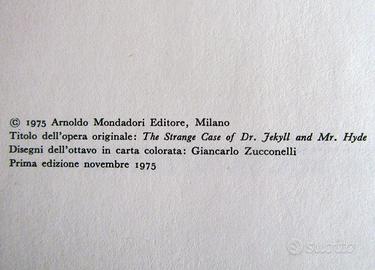 © 1975 Arnoldo Mondadori Editore, Milano
Titolo dell'opera originale: The Strange Case of Dr. Jekyll and Mr. Hyde
Disegni dell'ottavo in carta colorata: Giancarlo Zucconelli
Prima edizione novembre 1975
subito